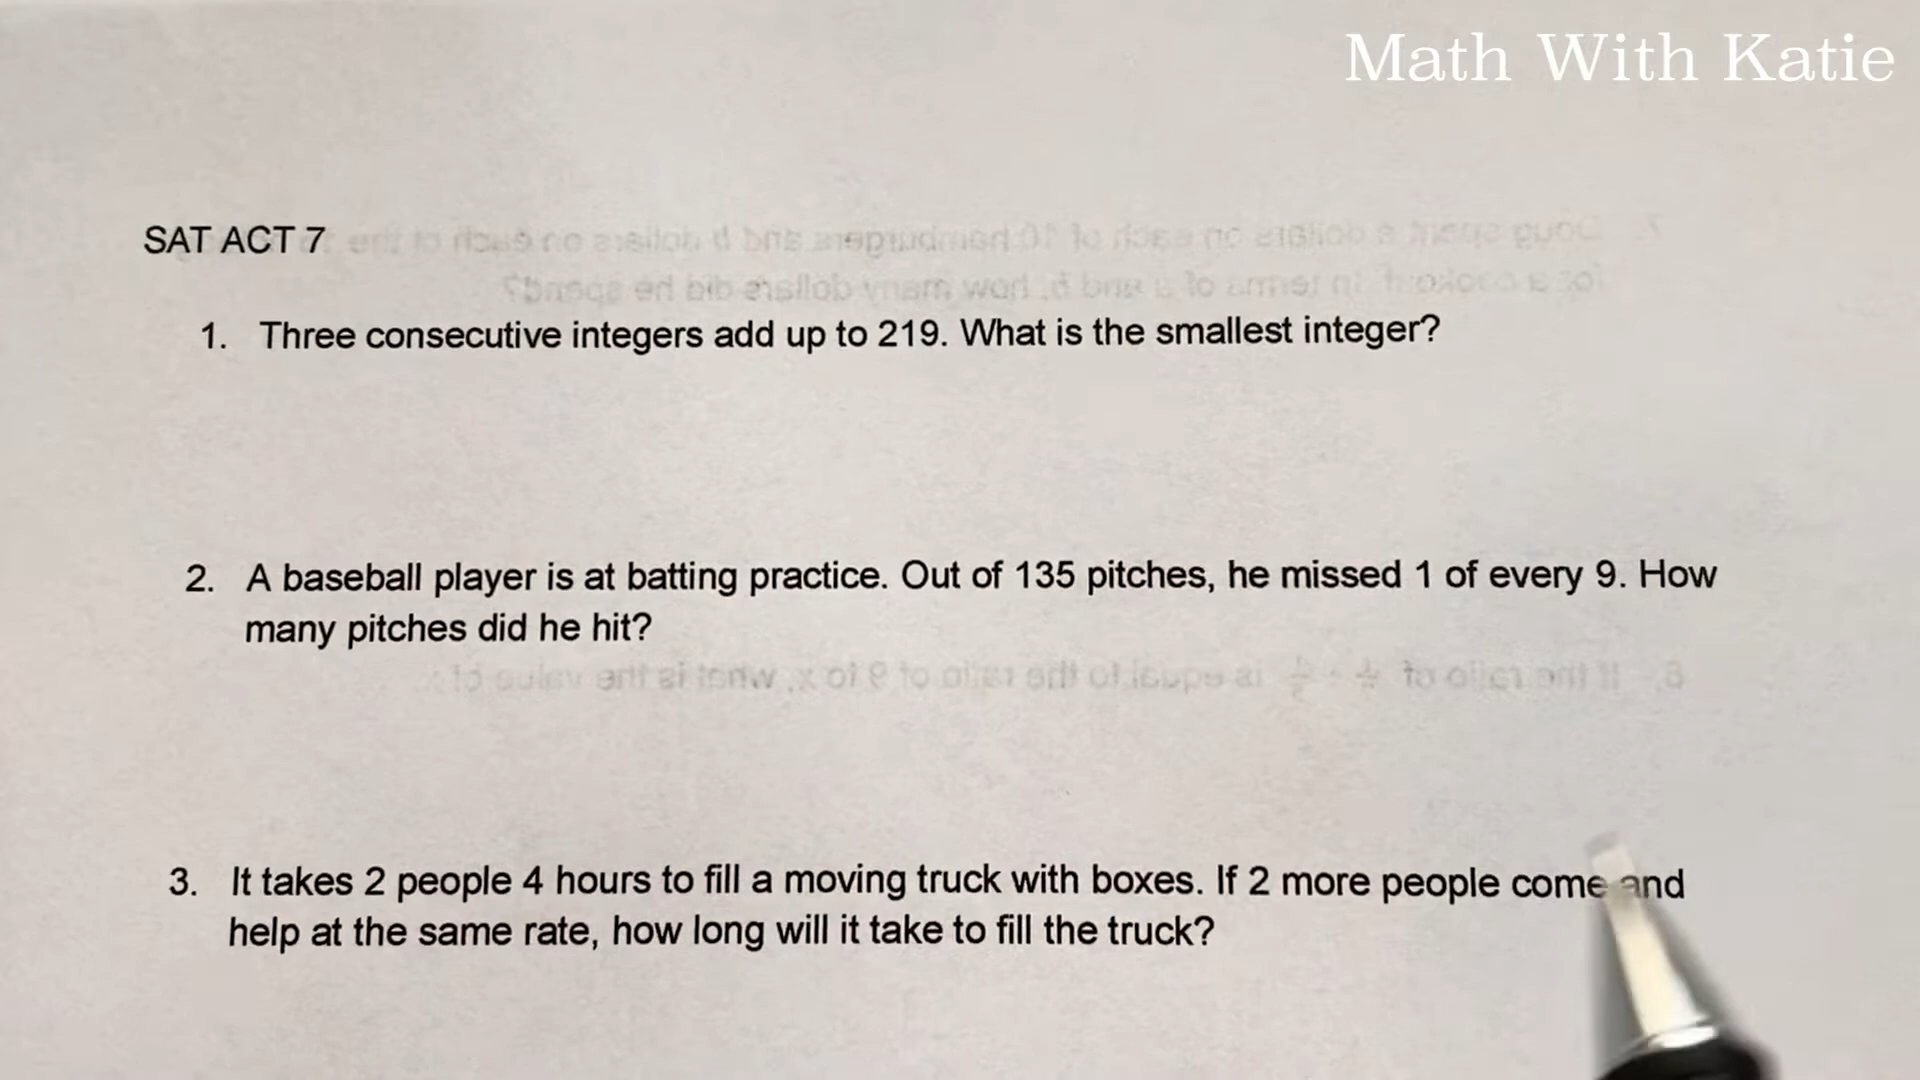 Math With Katie
SAT ACT 7
1. Three consecutive integers add up to 219. What is the smallest integer?
2. A baseball player is at batting practice. Out of 135 pitches, he missed 1 of every 9. How
many pitches did he hit?
3. It takes 2 people 4 hours to fill a moving truck with boxes. If 2 more people come and
help at the same rate, how long will it take to fill the truck?